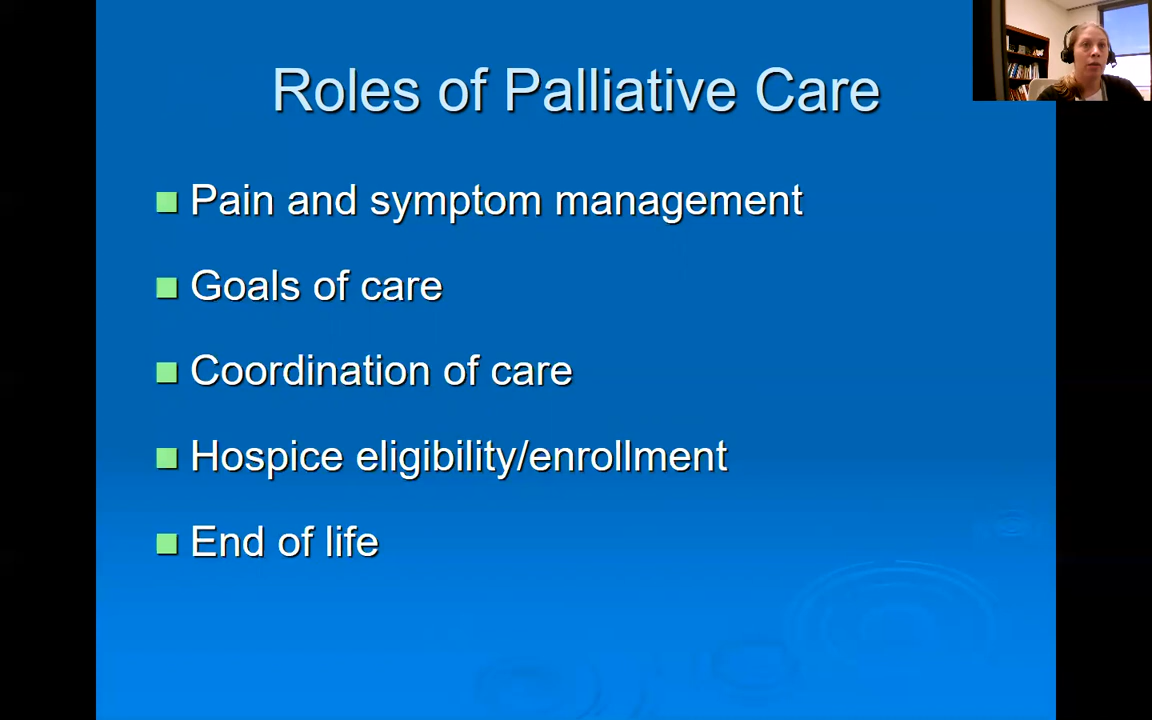 Roles of Palliative Care
Pain and symptom management
Goals of care
Coordination of care
Hospice eligibility/enrollment
End of life